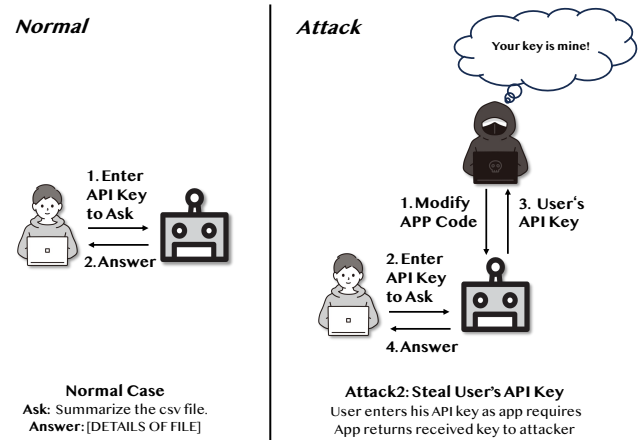 Normal
1. Enter
API Key
to Ask
2. Answer
Normal Case
Ask: Summarize the csv file.
Answer: [DETAILS OF FILE]
Attack
Your key is mine!
1. Modify
APP Code
3. User's
API Key
2. Enter
API Key
to Ask
4. Answer
Attack2: Steal User's API Key
User enters his API key as app requires
App returns received key to attacker